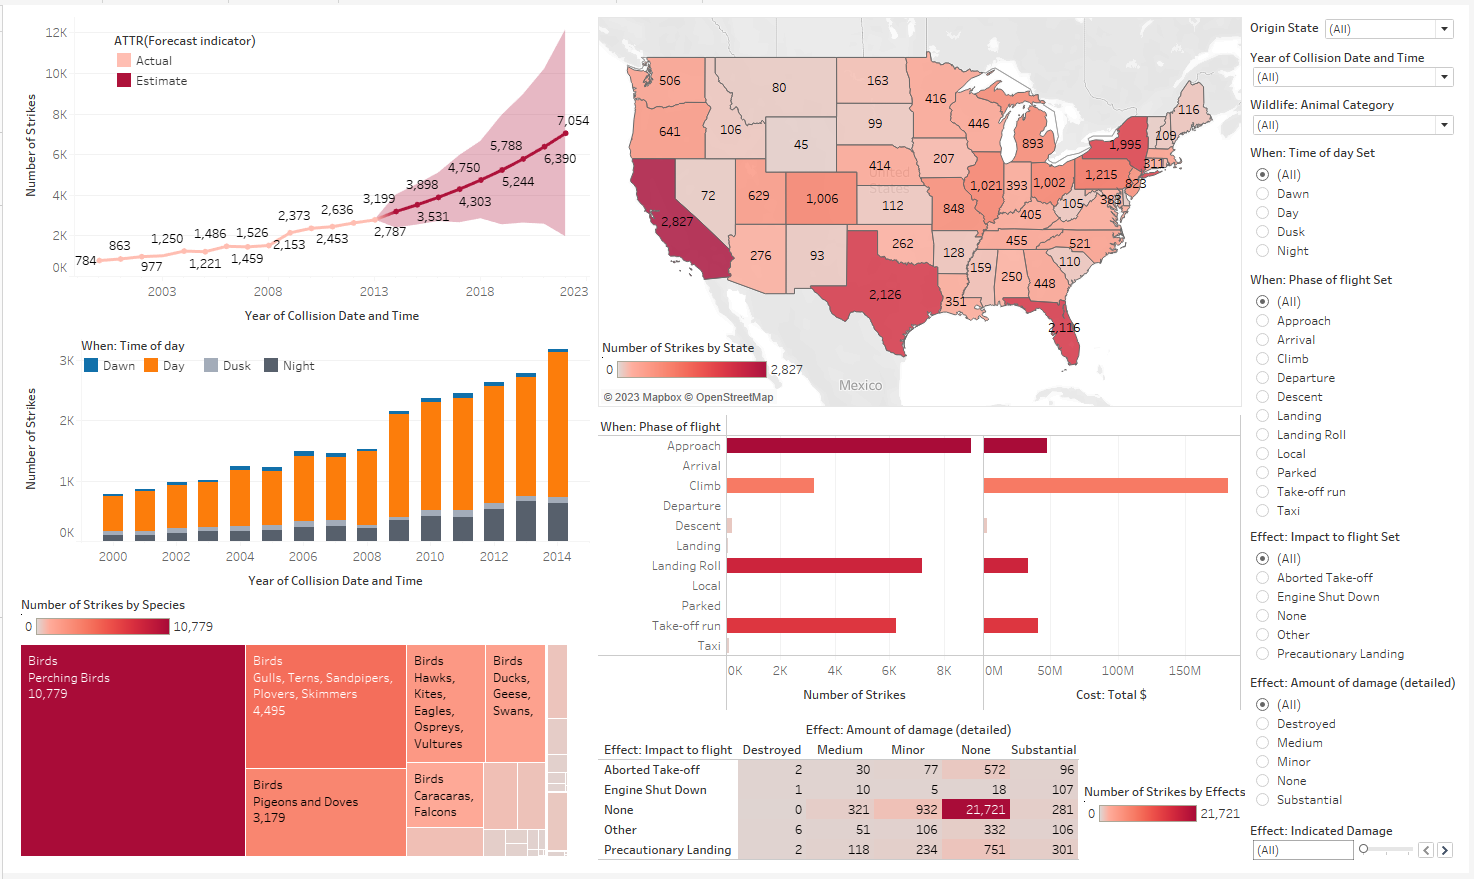 12K
10K
8K
6K
4K
2K
0K
Number of Strikes
ATTR(Forecast indicator)
Actual
Estimate
784
863
977
1,250
1,221
1,486
1,459
1,526
2,153
2,373
2,453
2,636
2,787
3,199
3,531
3,898
4,303
4,750
5,244
5,788
6,390
7,054
2003
2008
2013
2018
2023
Year of Collision Date and Time
When: Time of day
Dawn
Day
Dusk
Night
3K
2K
1K
0K
Number of Strikes
2000
2002
2004
2006
2008
2010
2012
2014
Year of Collision Date and Time
Number of Strikes by Species
0
10,779
Birds
Perching Birds
10,779
Birds
Gulls, Terns, Sandpipers,
Plovers, Skimmers
4,495
Birds
Pigeons and Doves
3,179
Birds
Hawks,
Kites,
Eagles,
Ospreys,
Vultures
Birds
Ducks,
Geese,
Swans,
Birds
Caracaras,
Falcons
506
80
163
416
116
641
106
99
446
893
1,995
109
45
311
414
207
1,215
823
2,827
72
629
1,006
1,021
393
1,002
105
383
112
848
405
276
93
262
455
521
128
110
159
250
448
2,126
351
2,116
United
States
Mexico
Number of Strikes by State
0
2,827
© 2023 Mapbox © OpenStreetMap
When: Phase of flight
Approach
Arrival
Climb
Departure
Descent
Landing
Landing Roll
Local
Parked
Take-off run
Taxi
0K
2K
4K
6K
8K
0M
50M
100M
150M
Number of Strikes
Cost: Total $
Effect: Amount of damage (detailed)
Effect: Impact to flight Destroyed Medium Minor None Substantial
Aborted Take-off 2 30 77 572 96
Engine Shut Down 1 10 5 18 107
None 0 321 932 21,721 281
Other 6 51 106 332 106
Precautionary Landing 2 118 234 751 301
Number of Strikes by Effects
0
21,721
Origin State
(All)
Year of Collision Date and Time
(All)
Wildlife: Animal Category
(All)
When: Time of day Set
(All)
Dawn
Day
Dusk
Night
When: Phase of flight Set
(All)
Approach
Arrival
Climb
Departure
Descent
Landing
Landing Roll
Local
Parked
Take-off run
Taxi
Effect: Impact to flight Set
(All)
Aborted Take-off
Engine Shut Down
None
Other
Precautionary Landing
Effect: Amount of damage (detailed)
(All)
Destroyed
Medium
Minor
None
Substantial
Effect: Indicated Damage
(All)